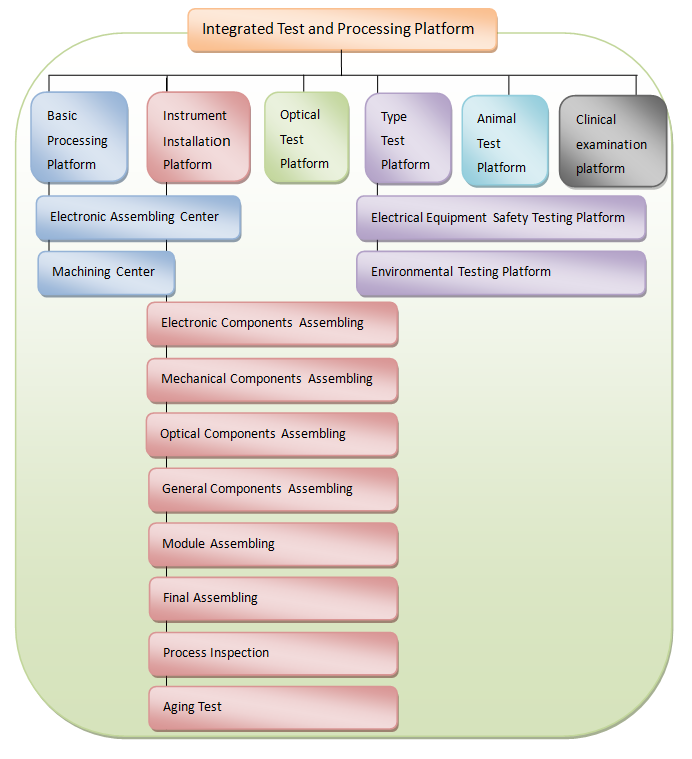 Integrated Test and Processing Platform
Basic
Processing
Platform
Instrument
Installation
Platform
Optical
Test
Platform
Type
Test
Platform
Animal
Test
Platform
Clinical
examination
platform
Electronic Assembling Center
Electrical Equipment Safety Testing Platform
Machining Center
Environmental Testing Platform
Electronic Components Assembling
Mechanical Components Assembling
Optical Components Assembling
General Components Assembling
Module Assembling
Final Assembling
Process Inspection
Aging Test